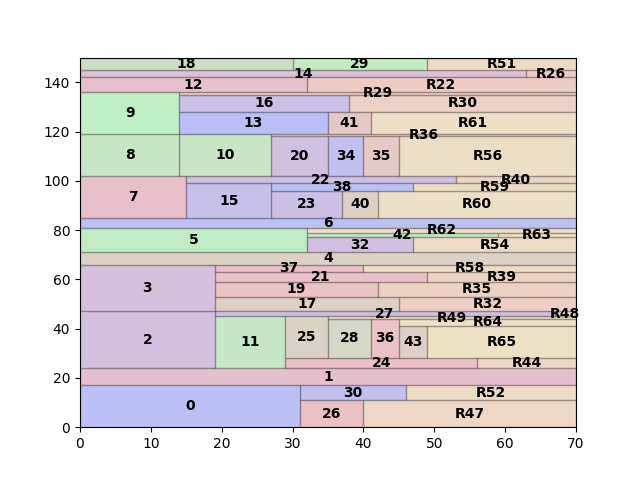 18 29 R51
140 14 R26
12 R22
R29
16 R30
9
120 13 41 R61
R36
8 10 20 34 35 R56
100 22 R40
38 R59
7 15 23 40 R60
80 6
5 42 R62 R63
32 R54
4
60 37 R58
21 R39
3 19 R35
17 R32
27 R48
40 R49 R64
2 11 25 28 36 43 R65
24 R44
20 1
30 R52
0 26 R47
0
0 10 20 30 40 50 60 70